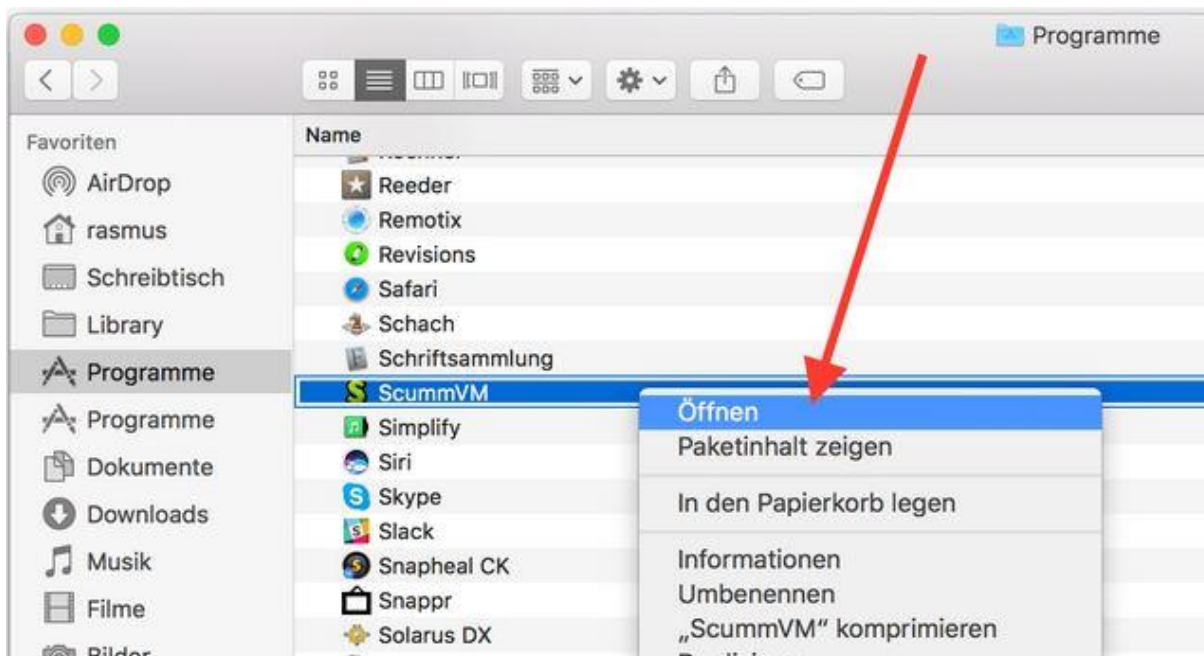 Programme
Favoriten
AirDrop
rasmus
Schreibtisch
Library
Programme
Programme
Dokumente
Downloads
Musik
Filme
Bilder
Name
Reeder
Remotix
Revisions
Safari
Schach
Schriftsammlung
ScummVM
Simplify
Siri
Skype
Slack
Snapheal CK
Snappr
Solarus DX
Öffnen
Paketinhalt zeigen
In den Papierkorb legen
Informationen
Umbenennen
„ScummVM“ komprimieren